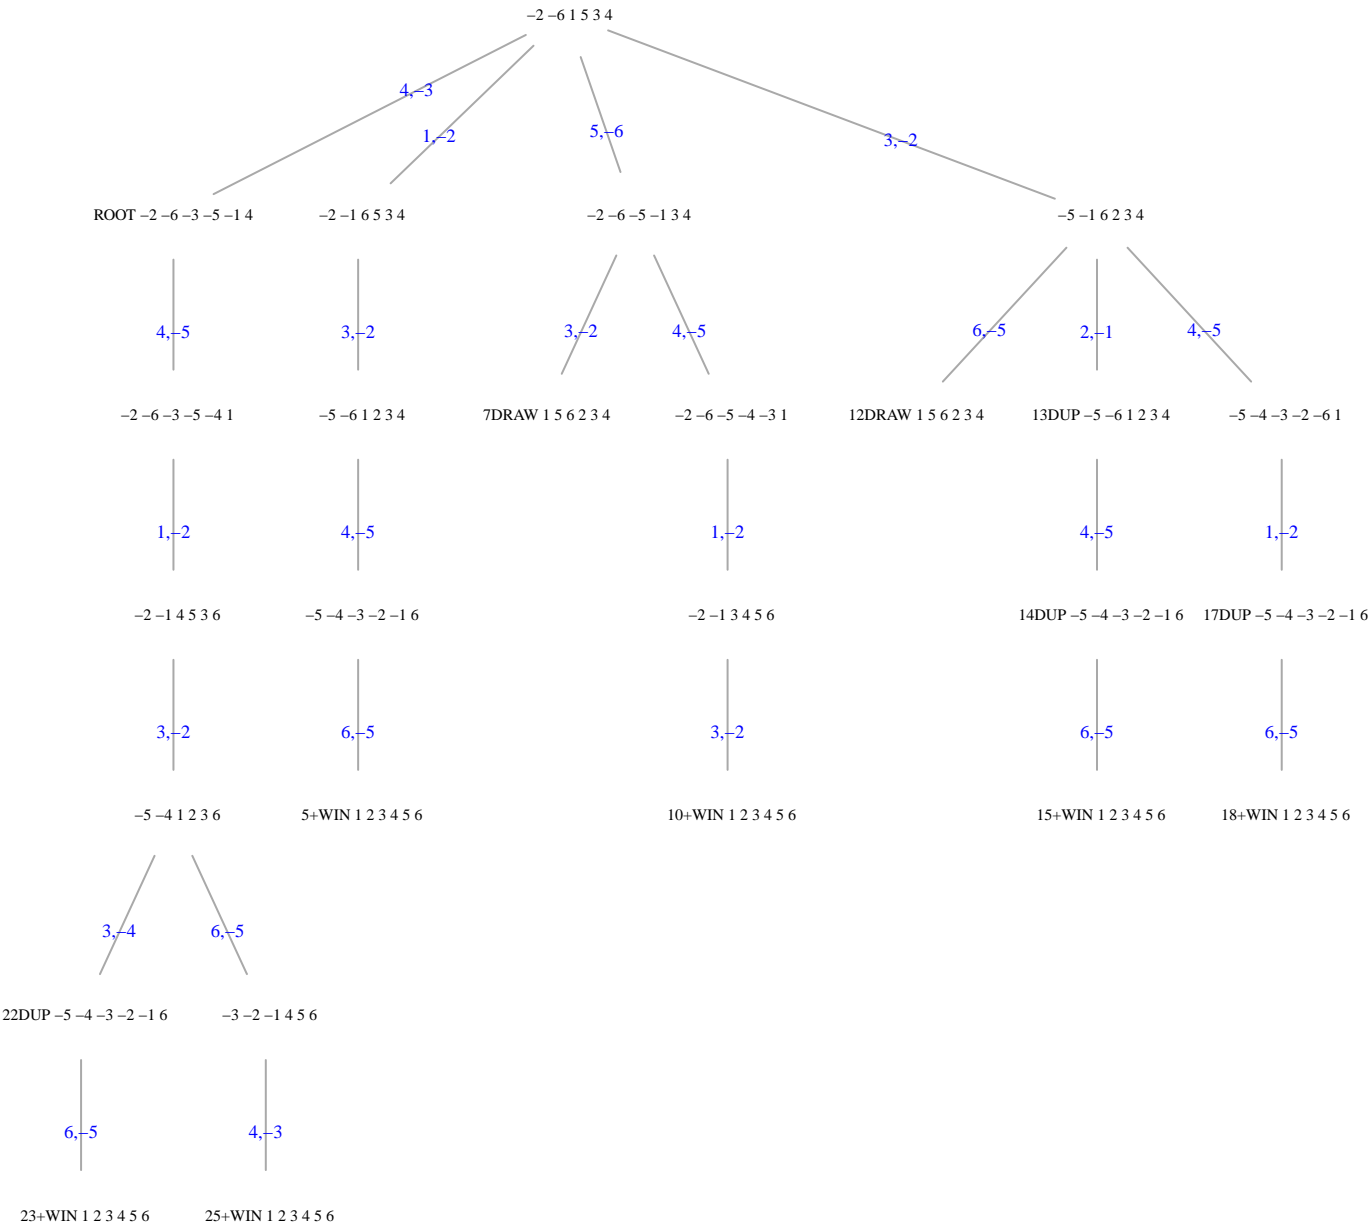 −2 −6 1 5 3 4
4,−3
1,−2
5,−6
3,−2
ROOT −2 −6 −3 −5 −1 4
−2 −1 6 5 3 4
−2 −6 −5 −1 3 4
−5 −1 6 2 3 4
4,−5
3,−2
3,−2
4,−5
6,−5
2,−1
4,−5
−2 −6 −3 −5 −4 1
−5 −6 1 2 3 4
7DRAW 1 5 6 2 3 4
−2 −6 −5 −4 −3 1
12DRAW 1 5 6 2 3 4
13DUP −5 −6 1 2 3 4
−5 −4 −3 −2 −6 1
1,−2
4,−5
1,−2
4,−5
1,−2
−2 −1 4 5 3 6
−5 −4 −3 −2 −1 6
−2 −1 3 4 5 6
14DUP −5 −4 −3 −2 −1 6
17DUP −5 −4 −3 −2 −1 6
3,−2
6,−5
3,−2
6,−5
6,−5
−5 −4 1 2 3 6
5+WIN 1 2 3 4 5 6
10+WIN 1 2 3 4 5 6
15+WIN 1 2 3 4 5 6
18+WIN 1 2 3 4 5 6
3,−4
6,−5
22DUP −5 −4 −3 −2 −1 6
−3 −2 −1 4 5 6
6,−5
4,−3
23+WIN 1 2 3 4 5 6
25+WIN 1 2 3 4 5 6